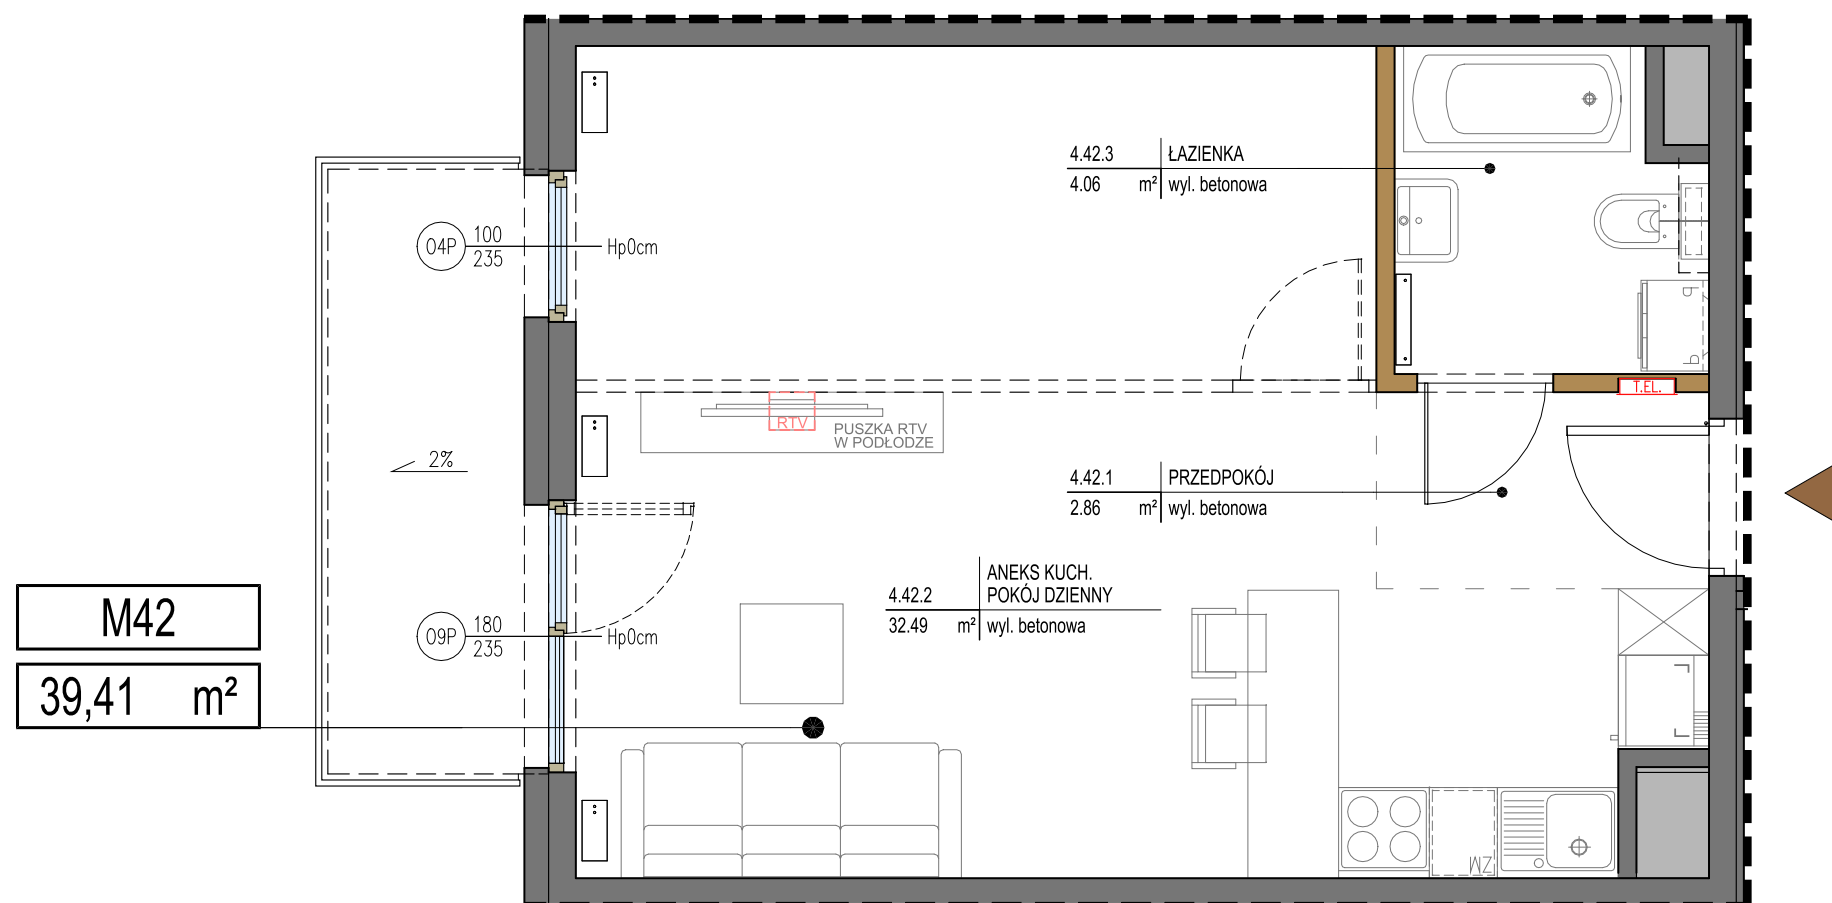 4.42.3 ŁAZIENKA
4.06 m² wyl. betonowa
04P 100
235
Hp0cm
T.EL.
RTV
PUSZKA RTV
W PODŁODZE
2%
4.42.1 PRZEDPOKÓJ
2.86 m² wyl. betonowa
ANEKS KUCH.
4.42.2 POKÓJ DZIENNY
32.49 m² wyl. betonowa
M42
09P 180
235
Hp0cm
39,41 m²
ZM